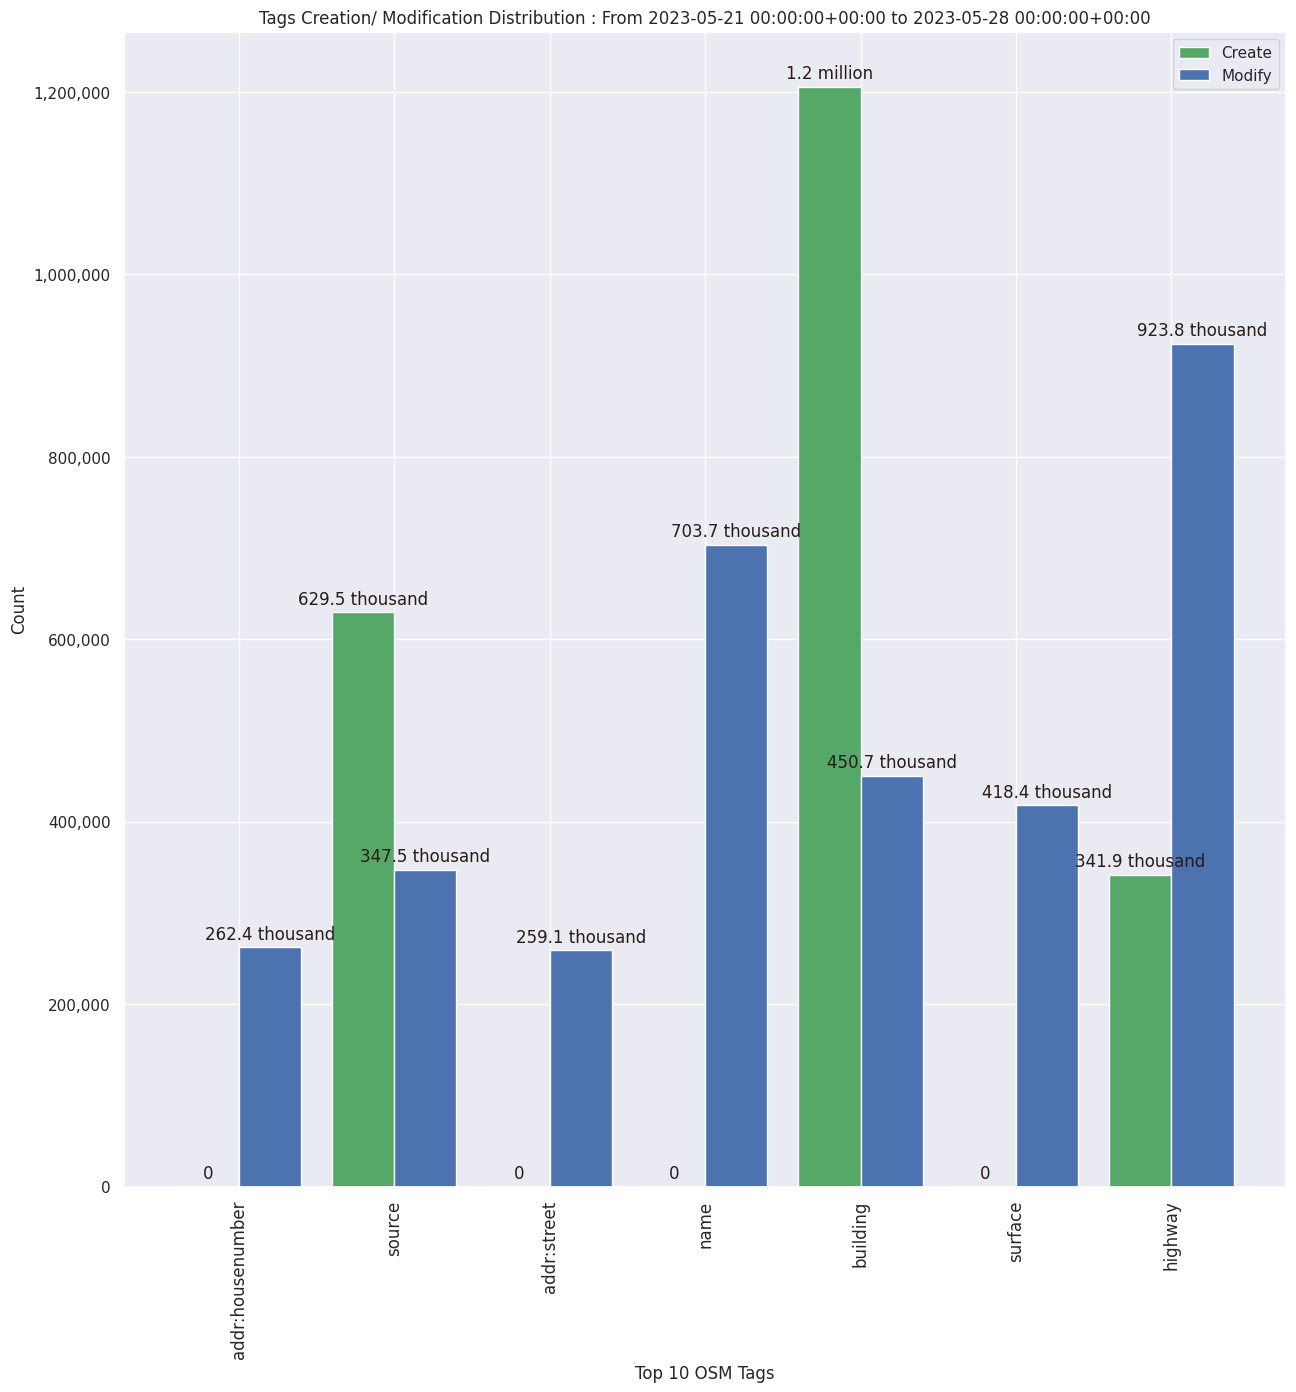 Tags Creation/ Modification Distribution : From 2023-05-21 00:00:00+00:00 to 2023-05-28 00:00:00+00:00
Create
Modify
1.2 million
1,200,000
1,000,000
923.8 thousand
800,000
703.7 thousand
629.5 thousand
600,000
Count
450.7 thousand
418.4 thousand
400,000
347.5 thousand
341.9 thousand
262.4 thousand
259.1 thousand
200,000
0
0
0
0
0
addr:housenumber
source
addr:street
name
building
surface
highway
Top 10 OSM Tags